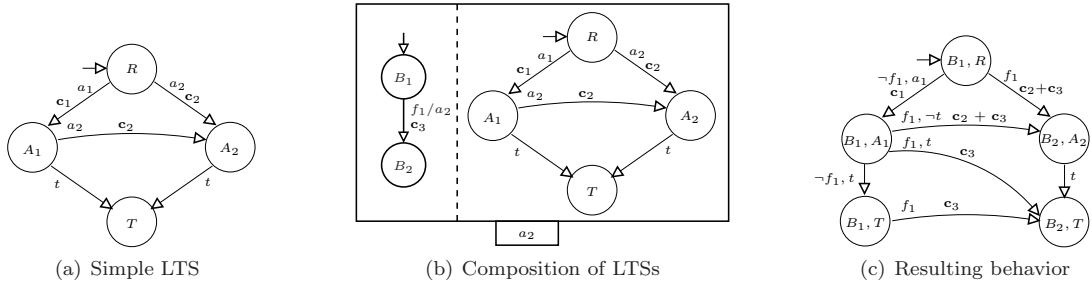 R
a₁
c₁
a₂
c₂
A₁
a₂
c₂
A₂
t
t
T
(a) Simple LTS
B₁
f₁/a₂
c₃
B₂
R
a₁
c₁
a₂
c₂
A₁
a₂
c₂
A₂
t
t
T
a₂
(b) Composition of LTSs
B₁, R
¬f₁, a₁
c₁
f₁
c₂+c₃
B₁, A₁
f₁, ¬t c₂ + c₃
B₂, A₂
f₁, t
c₃
¬f₁, t
t
B₁, T
f₁ c₃
B₂, T
(c) Resulting behavior